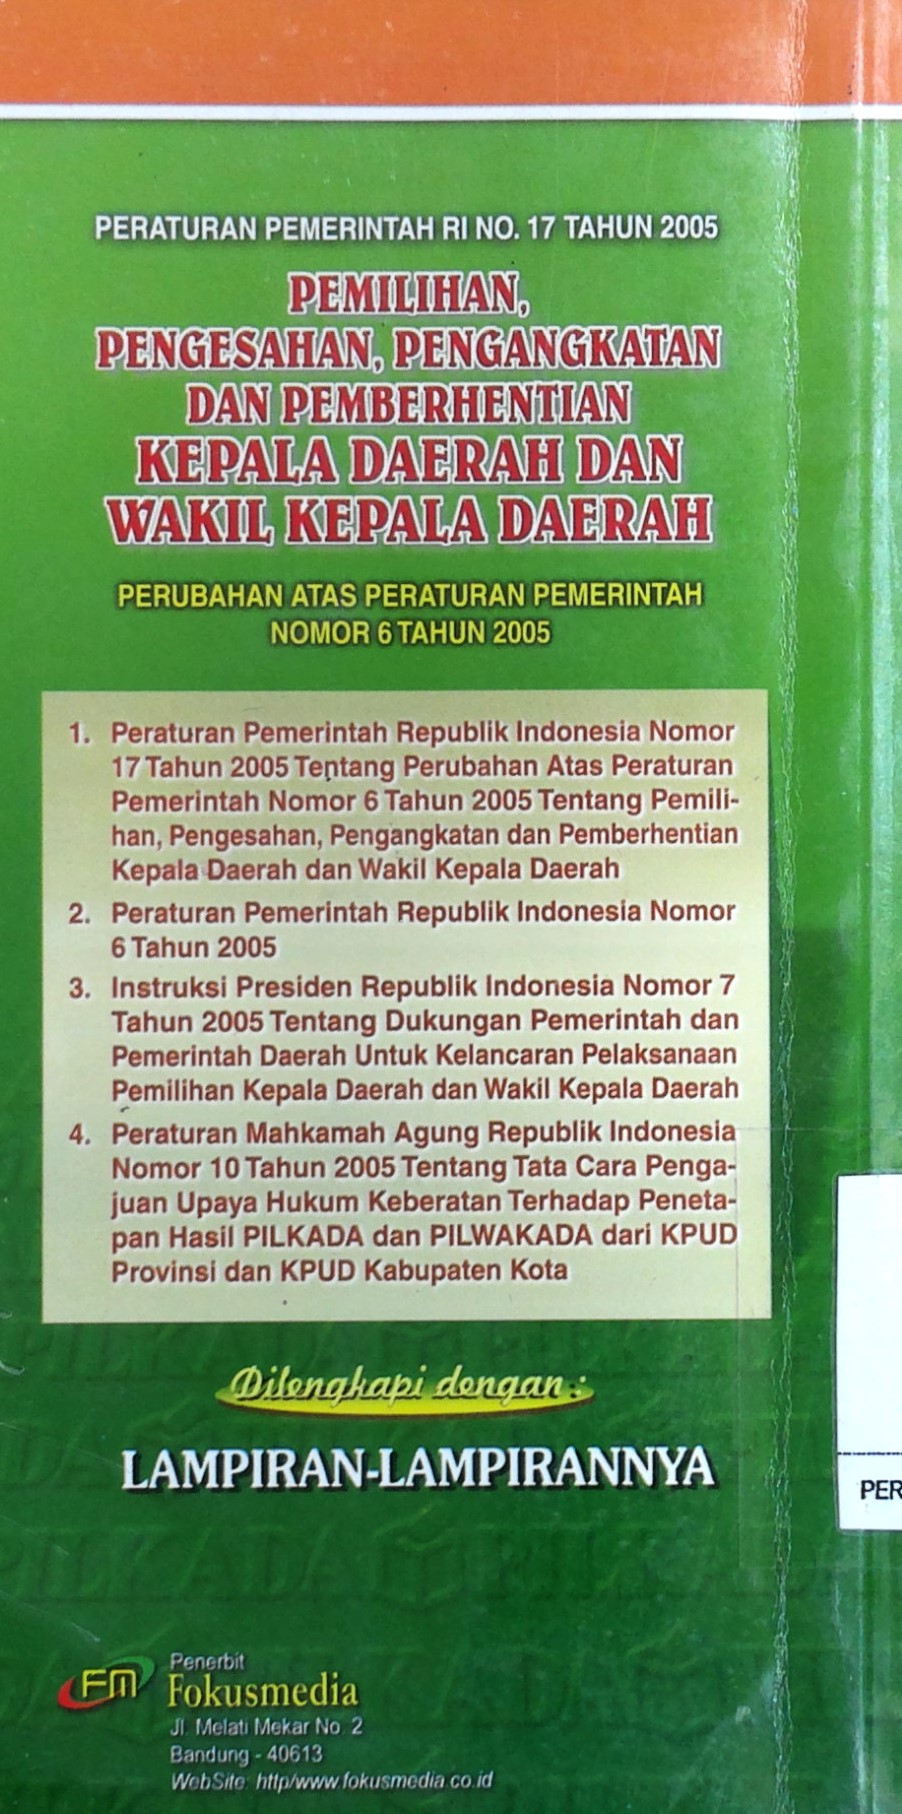 PERATURAN PEMERINTAH RI NO. 17 TAHUN 2005
PEMILIHAN,
PENGESAHAN, PENGANGKATAN
DAN PEMBERHENTIAN
KEPALA DAERAH DAN
WAKIL KEPALA DAERAH
PERUBAHAN ATAS PERATURAN PEMERINTAH
NOMOR 6 TAHUN 2005
1. Peraturan Pemerintah Republik Indonesia Nomor
17 Tahun 2005 Tentang Perubahan Atas Peraturan
Pemerintah Nomor 6 Tahun 2005 Tentang Pemili-
han, Pengesahan, Pengangkatan dan Pemberhentian
Kepala Daerah dan Wakil Kepala Daerah
2. Peraturan Pemerintah Republik Indonesia Nomor
6 Tahun 2005
3. Instruksi Presiden Republik Indonesia Nomor 7
Tahun 2005 Tentang Dukungan Pemerintah dan
Pemerintah Daerah Untuk Kelancaran Pelaksanaan
Pemilihan Kepala Daerah dan Wakil Kepala Daerah
4. Peraturan Mahkamah Agung Republik Indonesia
Nomor 10 Tahun 2005 Tentang Tata Cara Penga-
juan Upaya Hukum Keberatan Terhadap Peneta-
pan Hasil PILKADA dan PILWAKADA dari KPUD
Provinsi dan KPUD Kabupaten Kota
Dilengkapi dengan :
LAMPIRAN-LAMPIRANNYA
PER
FM
Penerbit
Fokusmedia
Jl. Melati Mekar No. 2
Bandung - 40613
WebSite: http/www.fokusmedia.co.id